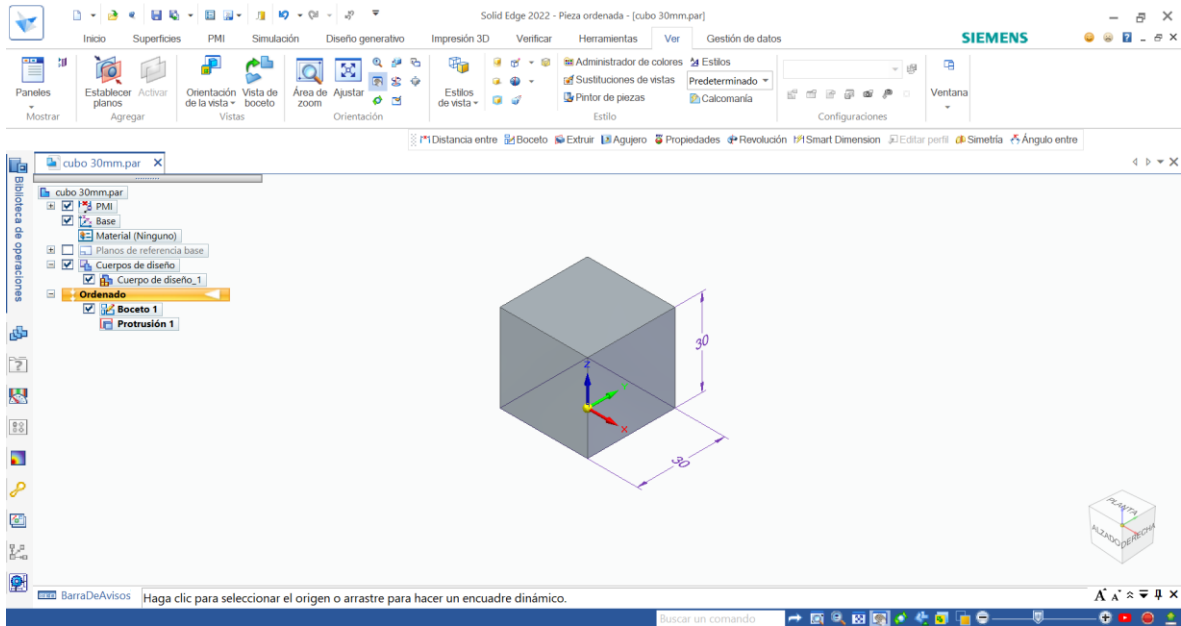 Solid Edge 2022 - Pieza ordenada - [cubo 30mm.par]
Inicio Superficies PMI Simulación Diseño generativo Impresión 3D Verificar Herramientas Ver Gestión de datos SIEMENS
Paneles
Mostrar
Establecer planos
Activar
Agregar
Orientación de la vista
Vista de boceto
Vistas
Área de zoom
Ajustar
Orientación
Estilos de vista
Administrador de colores
Estilos
Sustituciones de vistas
Predeterminado
Pintor de piezas
Calcomanía
Estilo
Configuraciones
Ventana
Distancia entre Boceto Extruir Agujero Propiedades Revolución Smart Dimension Editar perfil Simetría Ángulo entre
cubo 30mm.par
Biblioteca de operaciones
cubo 30mm.par
PMI
Base
Material (Ninguno)
Planos de referencia base
Cuerpos de diseño
Cuerpo de diseño_1
Ordenado
Boceto 1
Protrusión 1
30
Z
Y
X
30
PLANTA
ALZADO
DERECHA
BarraDeAvisos
Haga clic para seleccionar el origen o arrastre para hacer un encuadre dinámico.
A A
Buscar un comando